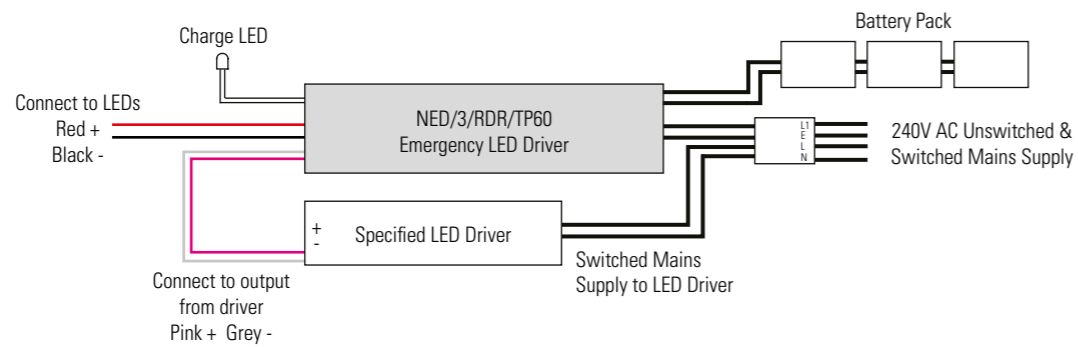 Battery Pack
Charge LED
Connect to LEDs
Red +
Black -
NED/3/RDR/TP60
Emergency LED Driver
L1
E
L
N
240V AC Unswitched &
Switched Mains Supply
+
-
Specified LED Driver
Switched Mains
Supply to LED Driver
Connect to output
from driver
Pink + Grey -